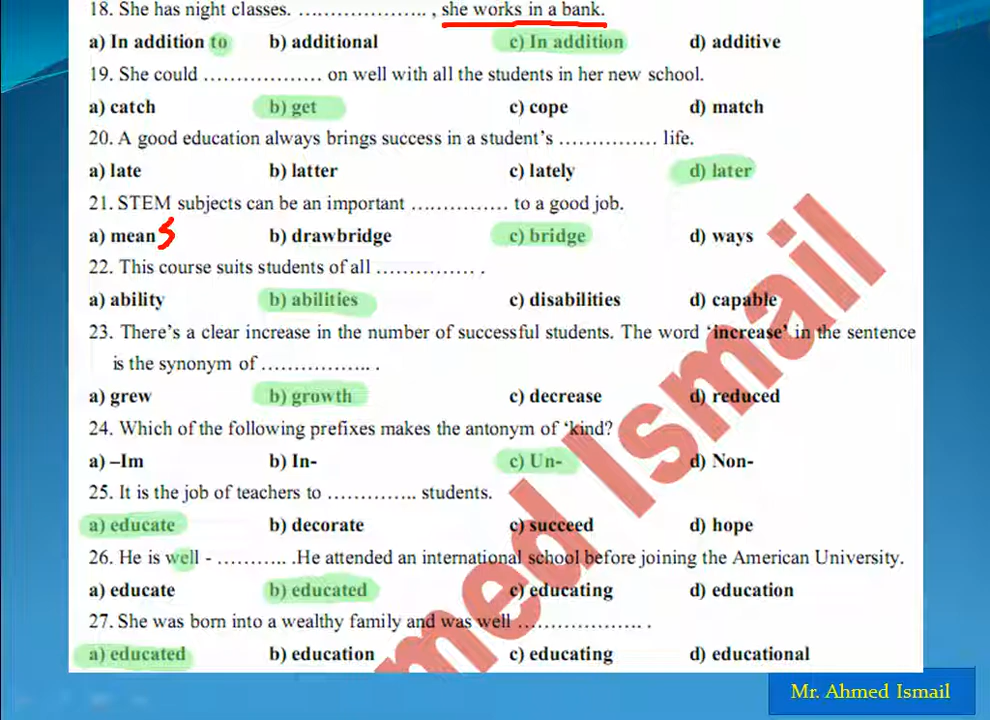 18. She has night classes. ……………….. , she works in a bank.
a) In addition to b) additional c) In addition d) additive
19. She could ……………… on well with all the students in her new school.
a) catch b) get c) cope d) match
20. A good education always brings success in a student's …………… life.
a) late b) latter c) lately d) later
21. STEM subjects can be an important …………… to a good job.
a) mean S b) drawbridge c) bridge d) ways
22. This course suits students of all …………… .
a) ability b) abilities c) disabilities d) capable
23. There's a clear increase in the number of successful students. The word 'increase' in the sentence
is the synonym of …………….. .
a) grew b) growth c) decrease d) reduced
24. Which of the following prefixes makes the antonym of 'kind?
a) –Im b) In- c) Un- d) Non-
25. It is the job of teachers to ………….. students.
a) educate b) decorate c) succeed d) hope
26. He is well - ……….. .He attended an international school before joining the American University.
a) educate b) educated c) educating d) education
27. She was born into a wealthy family and was well ………………. .
a) educated b) education c) educating d) educational
med Ismail
Mr. Ahmed Ismail